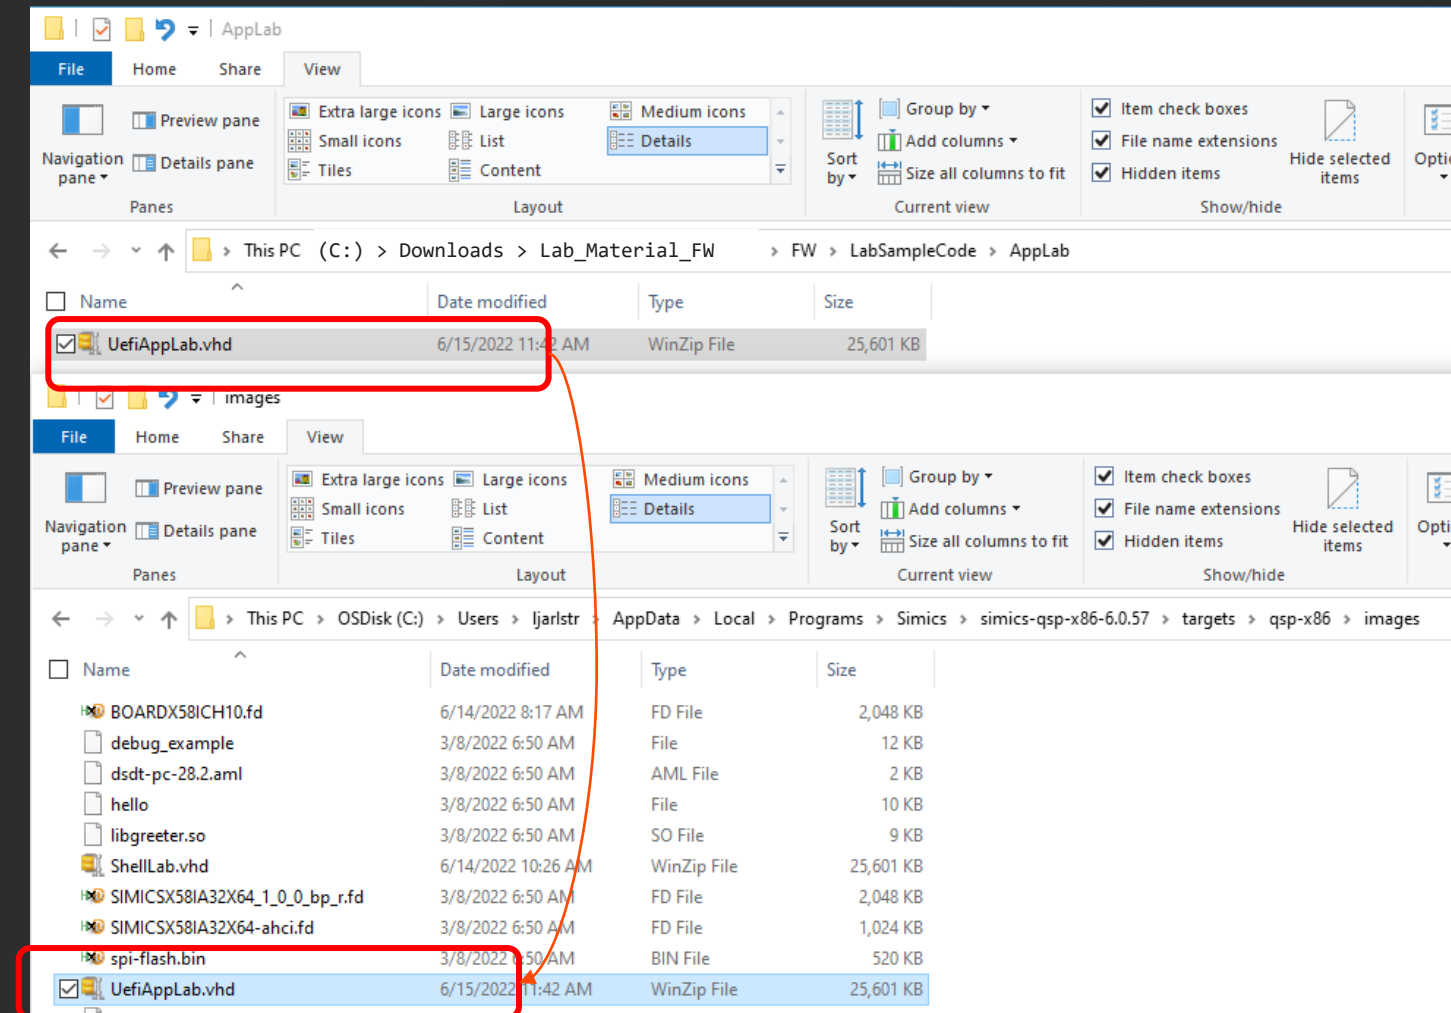 AppLab
File Home Share View
Extra large icons Large icons Medium icons
Small icons List Details
Tiles Content
Preview pane
Navigation pane Details pane
Sort by
Group by
Add columns
Size all columns to fit
Item check boxes
File name extensions
Hidden items
Hide selected items
Panes Layout Current view Show/hide
This PC (C:) > Downloads > Lab_Material_FW > FW > LabSampleCode > AppLab
Name Date modified Type Size
UefiAppLab.vhd 6/15/2022 11:42 AM WinZip File 25,601 KB
images
File Home Share View
Extra large icons Large icons Medium icons
Small icons List Details
Tiles Content
Preview pane
Navigation pane Details pane
Sort by
Group by
Add columns
Size all columns to fit
Item check boxes
File name extensions
Hidden items
Hide selected items
Panes Layout Current view Show/hide
> This PC > OSDisk (C:) > Users > ljarlstr > AppData > Local > Programs > Simics > simics-qsp-x86-6.0.57 > targets > qsp-x86 > images
Name Date modified Type Size
BOARDX58ICH10.fd 6/14/2022 8:17 AM FD File 2,048 KB
debug_example 3/8/2022 6:50 AM File 12 KB
dsdt-pc-28.2.aml 3/8/2022 6:50 AM AML File 2 KB
hello 3/8/2022 6:50 AM File 10 KB
libgreeter.so 3/8/2022 6:50 AM SO File 9 KB
ShellLab.vhd 6/14/2022 10:26 AM WinZip File 25,601 KB
SIMICSX58IA32X64_1_0_0_bp_r.fd 3/8/2022 6:50 AM FD File 2,048 KB
SIMICSX58IA32X64-ahci.fd 3/8/2022 6:50 AM FD File 1,024 KB
spi-flash.bin 3/8/2022 6:50 AM BIN File 520 KB
UefiAppLab.vhd 6/15/2022 11:42 AM WinZip File 25,601 KB